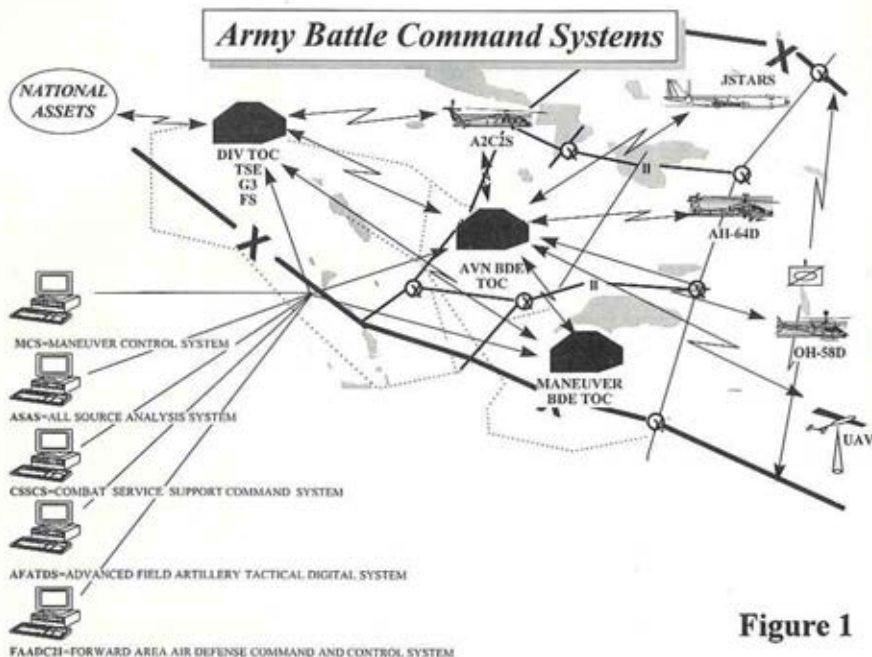 Army Battle Command Systems
NATIONAL
ASSETS
DIV TOC
TSE
G3
FS
A2C2S
JSTARS
II
AH-64D
AVN BDE
TOC
II
OH-58D
MANEUVER
BDE TOC
UAV
MCS=MANEUVER CONTROL SYSTEM
ASAS=ALL SOURCE ANALYSIS SYSTEM
CSSCS=COMBAT SERVICE SUPPORT COMMAND SYSTEM
AFATDS=ADVANCED FIELD ARTILLERY TACTICAL DIGITAL SYSTEM
FAADC2I=FORWARD AREA AIR DEFENSE COMMAND AND CONTROL SYSTEM
Figure 1